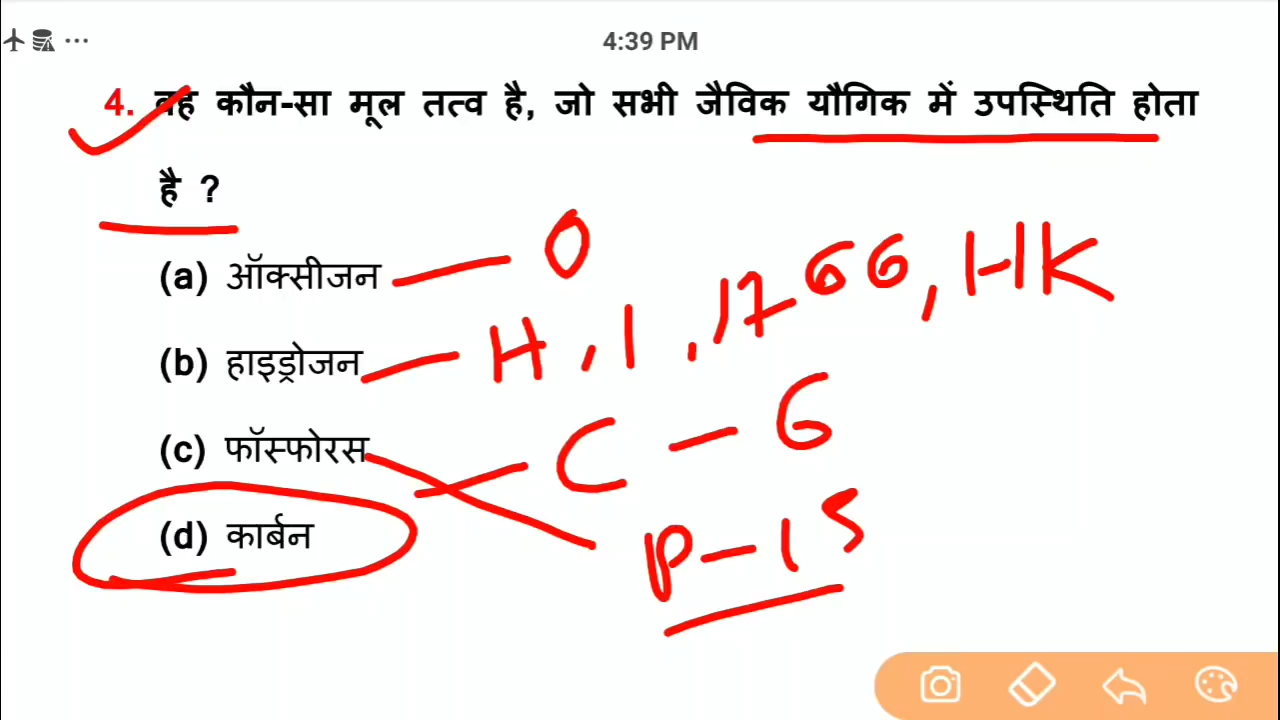 4:39 PM
4. वह कौन-सा मूल तत्व है, जो सभी जैविक यौगिक में उपस्थिति होता
है ?
(a) ऑक्सीजन O
(b) हाइड्रोजन H, 1, 1766, HK
(c) फॉस्फोरस C - 6
(d) कार्बन P - 15